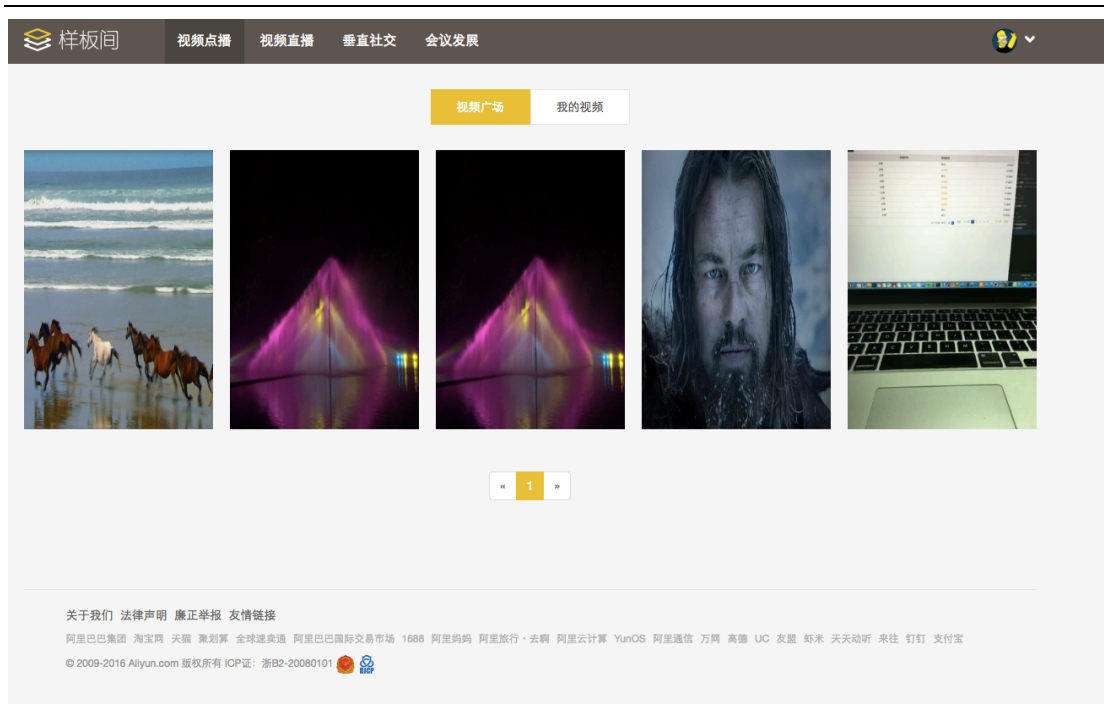 样板间 视频点播 视频直播 垂直社交 会议发展
视频广场 我的视频
« 1 »
关于我们 法律声明 廉正举报 友情链接
阿里巴巴集团 淘宝网 天猫 聚划算 全球速卖通 阿里巴巴国际交易市场 1688 阿里妈妈 阿里旅行·去啊 阿里云计算 YunOS 阿里通信 万网 高德 UC 友盟 虾米 天天动听 来往 钉钉 支付宝
© 2009-2016 Aliyun.com 版权所有 ICP证：浙B2-20080101